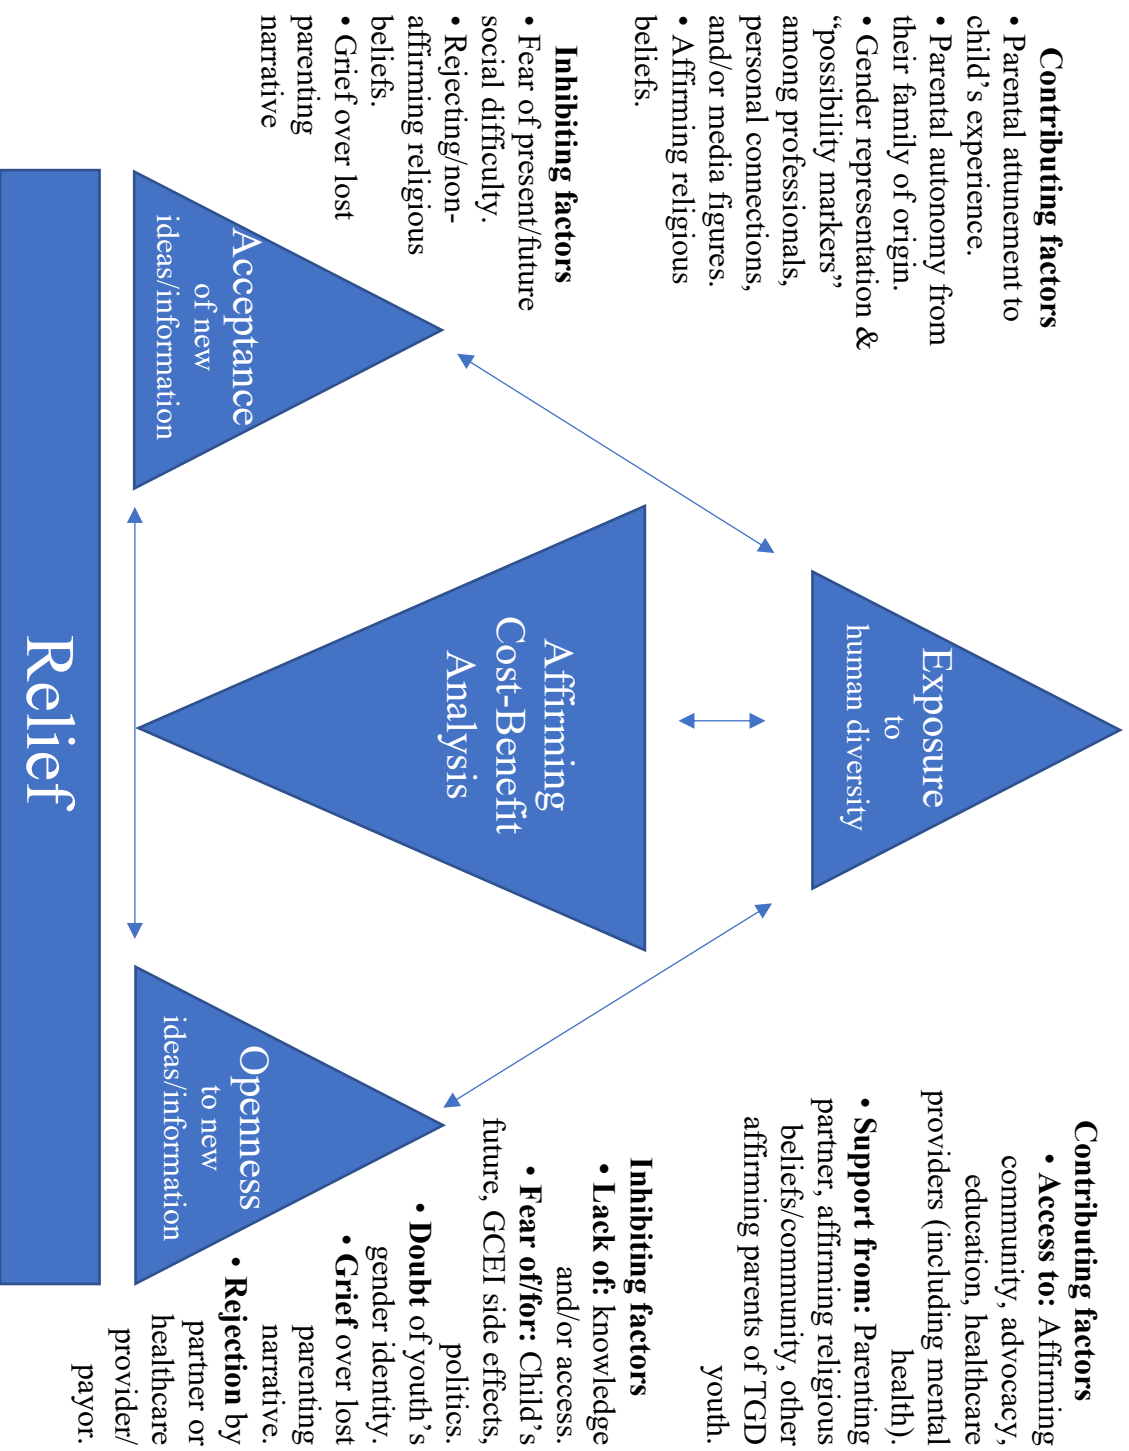 Contributing factors
• Parental attunement to
child’s experience.
• Parental autonomy from
their family of origin.
• Gender representation &
“possibility markers”
among professionals,
personal connections,
and/or media figures.
• Affirming religious
beliefs.
Inhibiting factors
• Fear of present/future
social difficulty.
• Rejecting/non-
affirming religious
beliefs.
• Grief over lost
parenting
narrative
Exposure
to
human diversity
Affirming
Cost-Benefit
Analysis
Acceptance
of new
ideas/information
Openness
to new
ideas/information
Relief
Contributing factors
• Access to: Affirming
community, advocacy,
education, healthcare
providers (including mental
health).
• Support from: Parenting
partner, affirming religious
beliefs/community, other
affirming parents of TGD
youth.
Inhibiting factors
• Lack of: knowledge
and/or access.
• Fear of/for: Child’s
future, GCEI side effects,
politics.
• Doubt of youth’s
gender identity.
• Grief over lost
parenting
narrative.
• Rejection by
partner or
healthcare
provider/
payor.